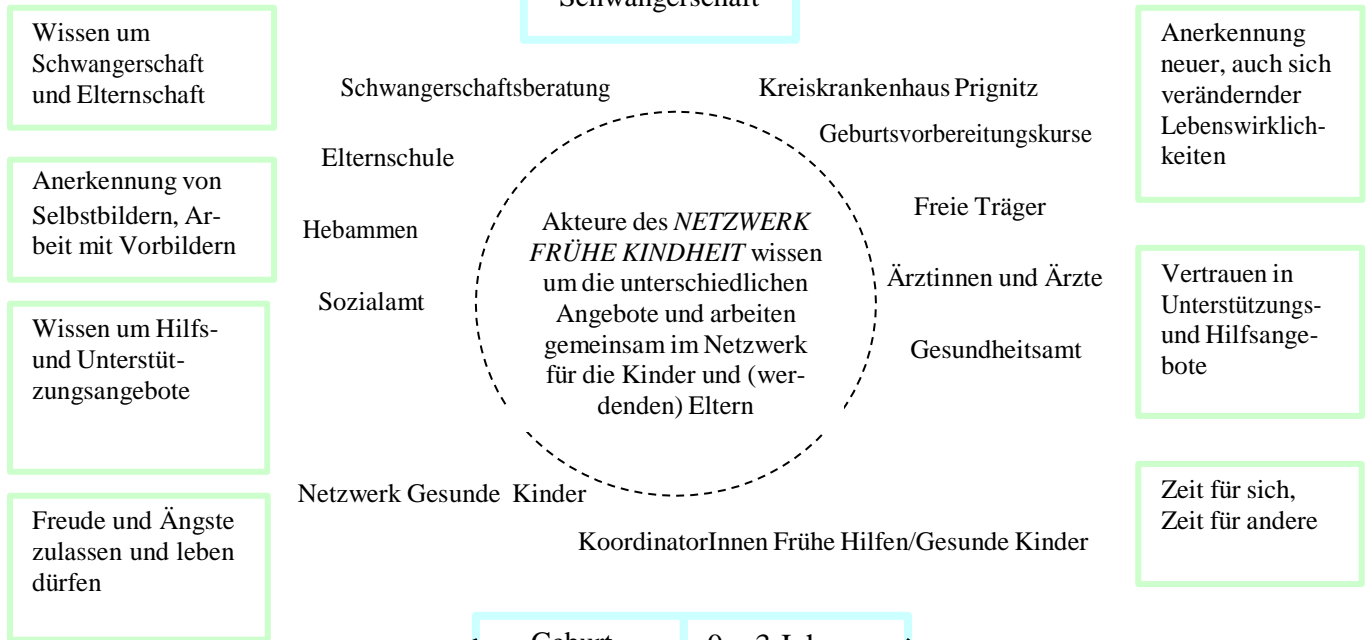 Schwangerschaft
Wissen um
Schwangerschaft
und Elternschaft
Anerkennung von
Selbstbildern, Ar-
beit mit Vorbildern
Wissen um Hilfs-
und Unterstüt-
zungsangebote
Freude und Ängste
zulassen und leben
dürfen
Schwangerschaftsberatung
Elternschule
Hebammen
Sozialamt
Netzwerk Gesunde Kinder
Akteure des NETZWERK
FRÜHE KINDHEIT wissen
um die unterschiedlichen
Angebote und arbeiten
gemeinsam im Netzwerk
für die Kinder und (wer-
denden) Eltern
Kreiskrankenhaus Prignitz
Geburtsvorbereitungskurse
Freie Träger
Ärztinnen und Ärzte
Gesundheitsamt
KoordinatorInnen Frühe Hilfen/Gesunde Kinder
Anerkennung
neuer, auch sich
verändernder
Lebenswirklich-
keiten
Vertrauen in
Unterstützungs-
und Hilfsange-
bote
Zeit für sich,
Zeit für andere
Geburt